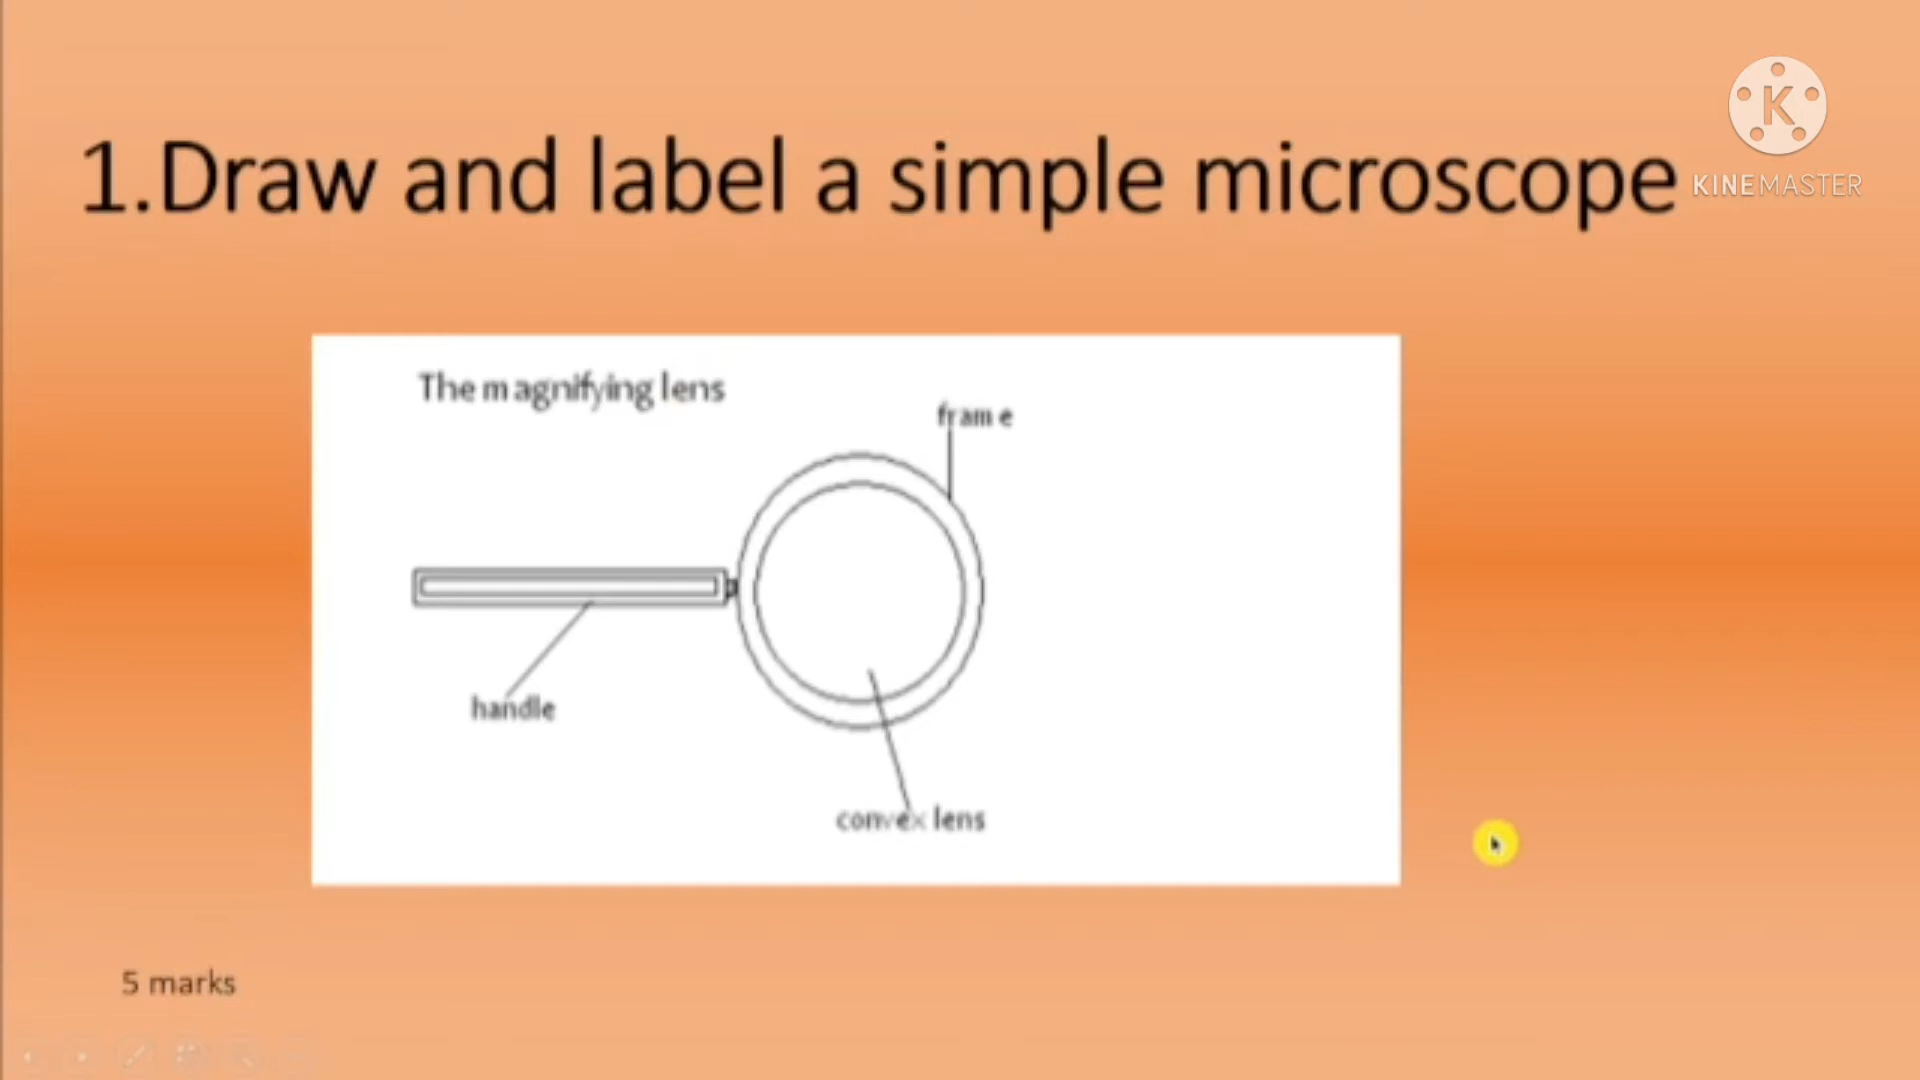 1.Draw and label a simple microscope
K
KINEMASTER
The magnifying lens
frame
handle
convex lens
5 marks